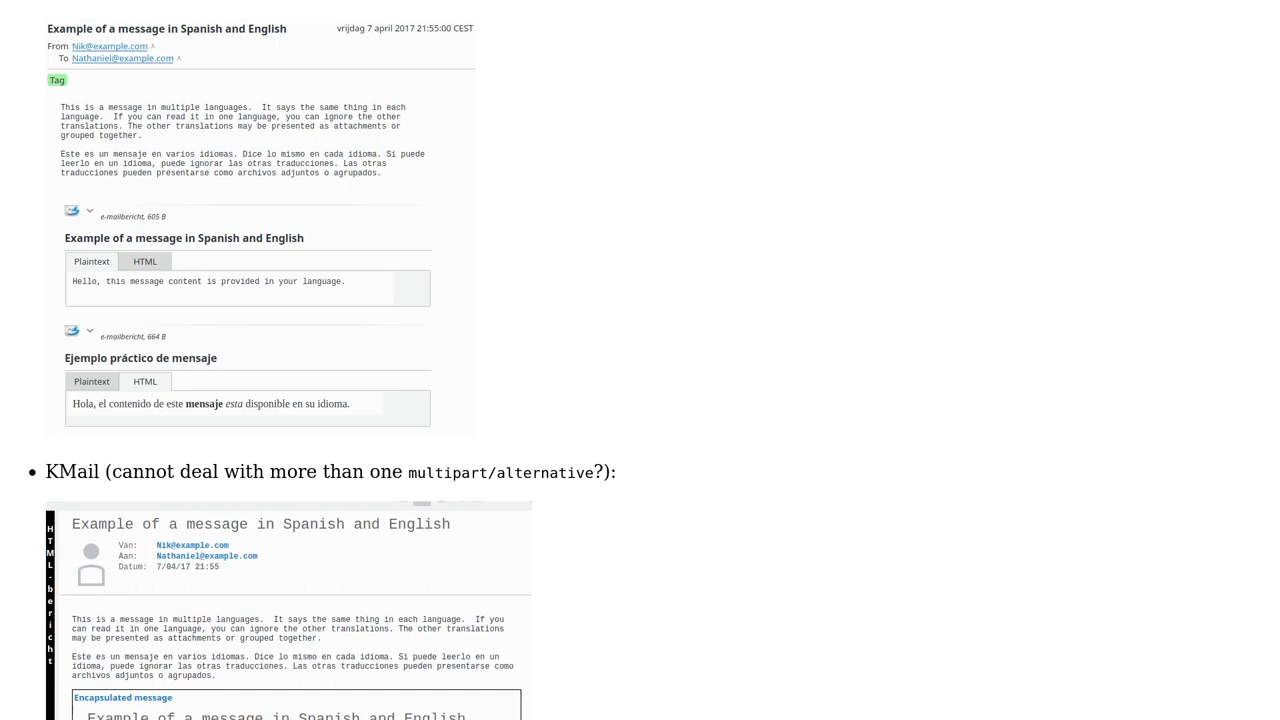 Example of a message in Spanish and English vrijdag 7 april 2017 21:55:00 CEST
From Nik@example.com
To Nathaniel@example.com
Tag
This is a message in multiple languages.  It says the same thing in each
language.  If you can read it in one language, you can ignore the other
translations. The other translations may be presented as attachments or
grouped together.
Este es un mensaje en varios idiomas. Dice lo mismo en cada idioma. Si puede
leerlo en un idioma, puede ignorar las otras traducciones. Las otras
traducciones pueden presentarse como archivos adjuntos o agrupados.
e-mailbericht, 605 B
Example of a message in Spanish and English
Plaintext HTML
Hello, this message content is provided in your language.
e-mailbericht, 664 B
Ejemplo práctico de mensaje
Plaintext HTML
Hola, el contenido de este mensaje esta disponible en su idioma.
• KMail (cannot deal with more than one multipart/alternative?):
HTML-bericht
Example of a message in Spanish and English
Van: Nik@example.com
Aan: Nathaniel@example.com
Datum: 7/04/17 21:55
This is a message in multiple languages.  It says the same thing in each language.  If you
can read it in one language, you can ignore the other translations. The other translations
may be presented as attachments or grouped together.
Este es un mensaje en varios idiomas. Dice lo mismo en cada idioma. Si puede leerlo en un
idioma, puede ignorar las otras traducciones. Las otras traducciones pueden presentarse como
archivos adjuntos o agrupados.
Encapsulated message
Example of a message in Spanish and English